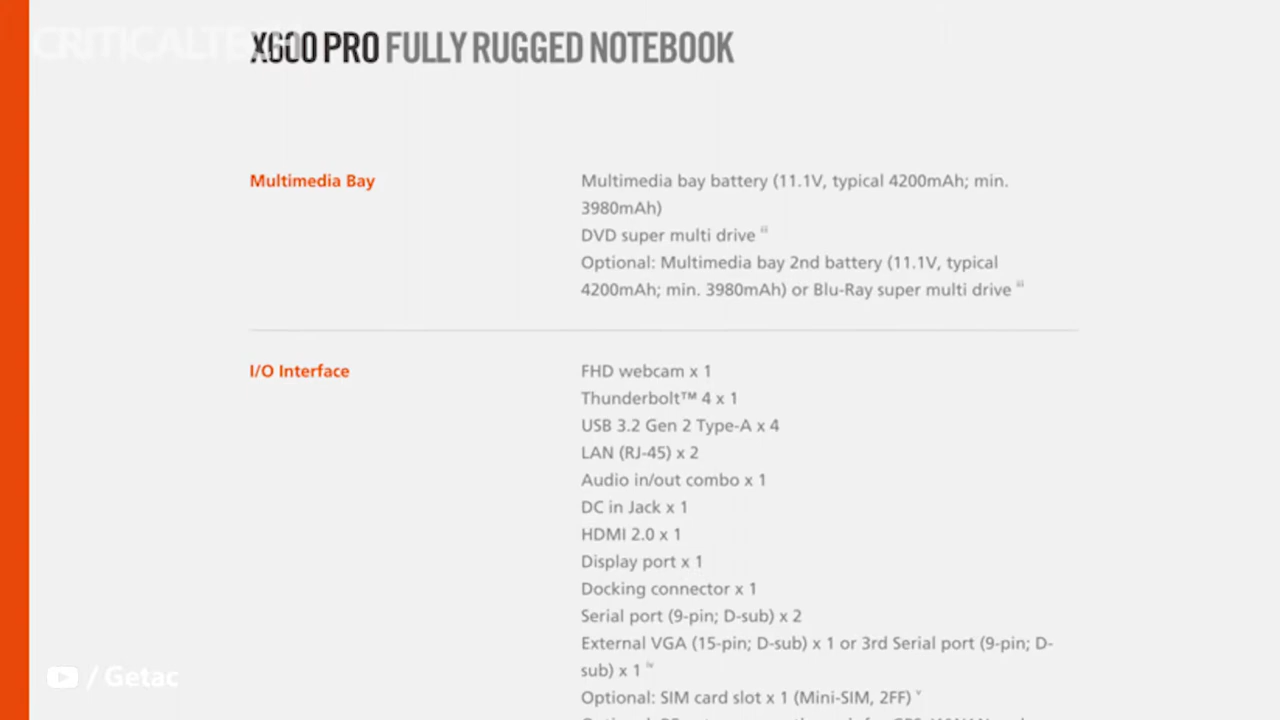 CRITICALTECH
X600 PRO FULLY RUGGED NOTEBOOK
Multimedia Bay
Multimedia bay battery (11.1V, typical 4200mAh; min.
3980mAh)
DVD super multi drive ⁱⁱ
Optional: Multimedia bay 2nd battery (11.1V, typical
4200mAh; min. 3980mAh) or Blu-Ray super multi drive ⁱⁱⁱ
I/O Interface
FHD webcam x 1
Thunderbolt™ 4 x 1
USB 3.2 Gen 2 Type-A x 4
LAN (RJ-45) x 2
Audio in/out combo x 1
DC in Jack x 1
HDMI 2.0 x 1
Display port x 1
Docking connector x 1
Serial port (9-pin; D-sub) x 2
External VGA (15-pin; D-sub) x 1 or 3rd Serial port (9-pin; D-
sub) x 1 ⁱᵛ
Optional: SIM card slot x 1 (Mini-SIM, 2FF) ᵛ
/ Getac